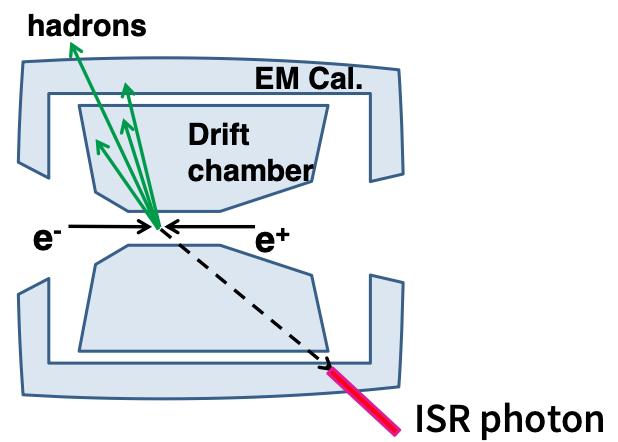 hadrons
EM Cal.
Drift
chamber
e-
e+
ISR photon